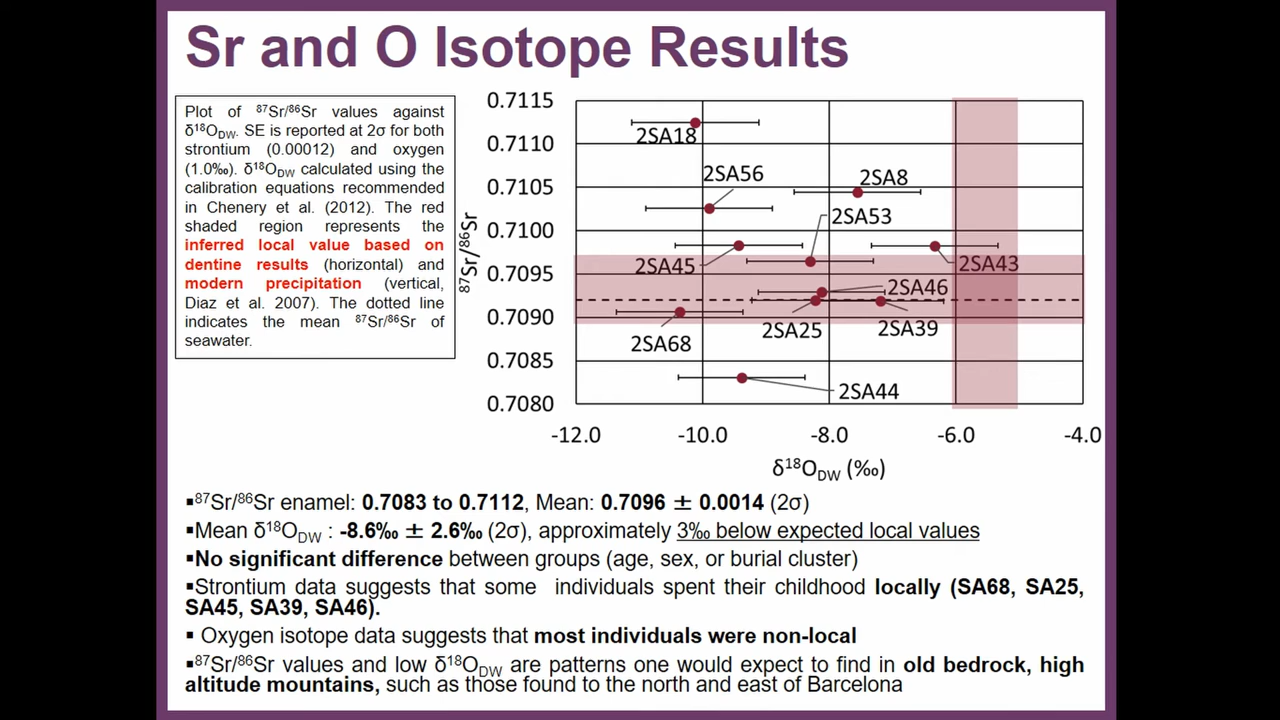 Sr and O Isotope Results
Plot of ⁸⁷Sr/⁸⁶Sr values against
δ¹⁸O_DW. SE is reported at 2σ for both
strontium (0.00012) and oxygen
(1.0‰). δ¹⁸O_DW calculated using the
calibration equations recommended
in Chenery et al. (2012). The red
shaded region represents the
inferred local value based on
dentine results (horizontal) and
modern precipitation (vertical,
Diaz et al. 2007). The dotted line
indicates the mean ⁸⁷Sr/⁸⁶Sr of
seawater.
⁸⁷Sr/⁸⁶Sr
0.7115
0.7110
0.7105
0.7100
0.7095
0.7090
0.7085
0.7080
2SA18
2SA56
2SA8
2SA53
2SA45
2SA43
2SA46
2SA25
2SA39
2SA68
2SA44
-12.0
-10.0
-8.0
-6.0
-4.0
δ¹⁸O_DW (‰)
▪⁸⁷Sr/⁸⁶Sr enamel: 0.7083 to 0.7112, Mean: 0.7096 ± 0.0014 (2σ)
▪Mean δ¹⁸O_DW : -8.6‰ ± 2.6‰ (2σ), approximately 3‰ below expected local values
▪No significant difference between groups (age, sex, or burial cluster)
▪Strontium data suggests that some individuals spent their childhood locally (SA68, SA25,
SA45, SA39, SA46).
▪ Oxygen isotope data suggests that most individuals were non-local
▪⁸⁷Sr/⁸⁶Sr values and low δ¹⁸O_DW are patterns one would expect to find in old bedrock, high
altitude mountains, such as those found to the north and east of Barcelona